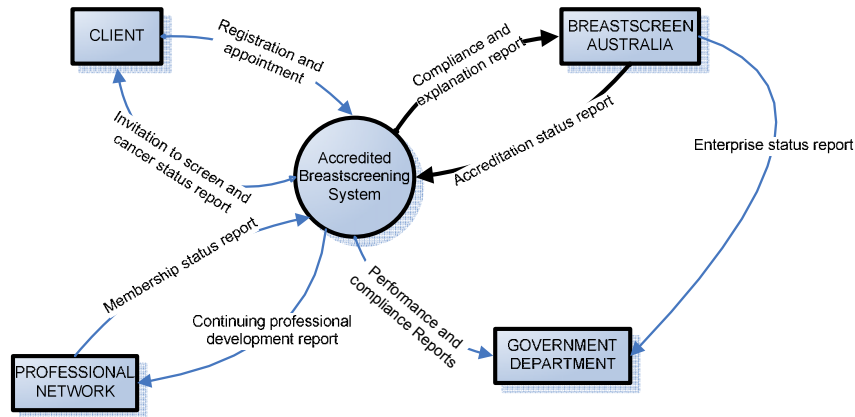 CLIENT
Registration and
appointment
Compliance and
explanation report
BREASTSCREEN
AUSTRALIA
Invitation to screen and
cancer status report
Accredited
Breastscreening
System
Accreditation status report
Enterprise status report
Membership status report
Continuing professional
development report
Performance and
compliance Reports
PROFESSIONAL
NETWORK
GOVERNMENT
DEPARTMENT